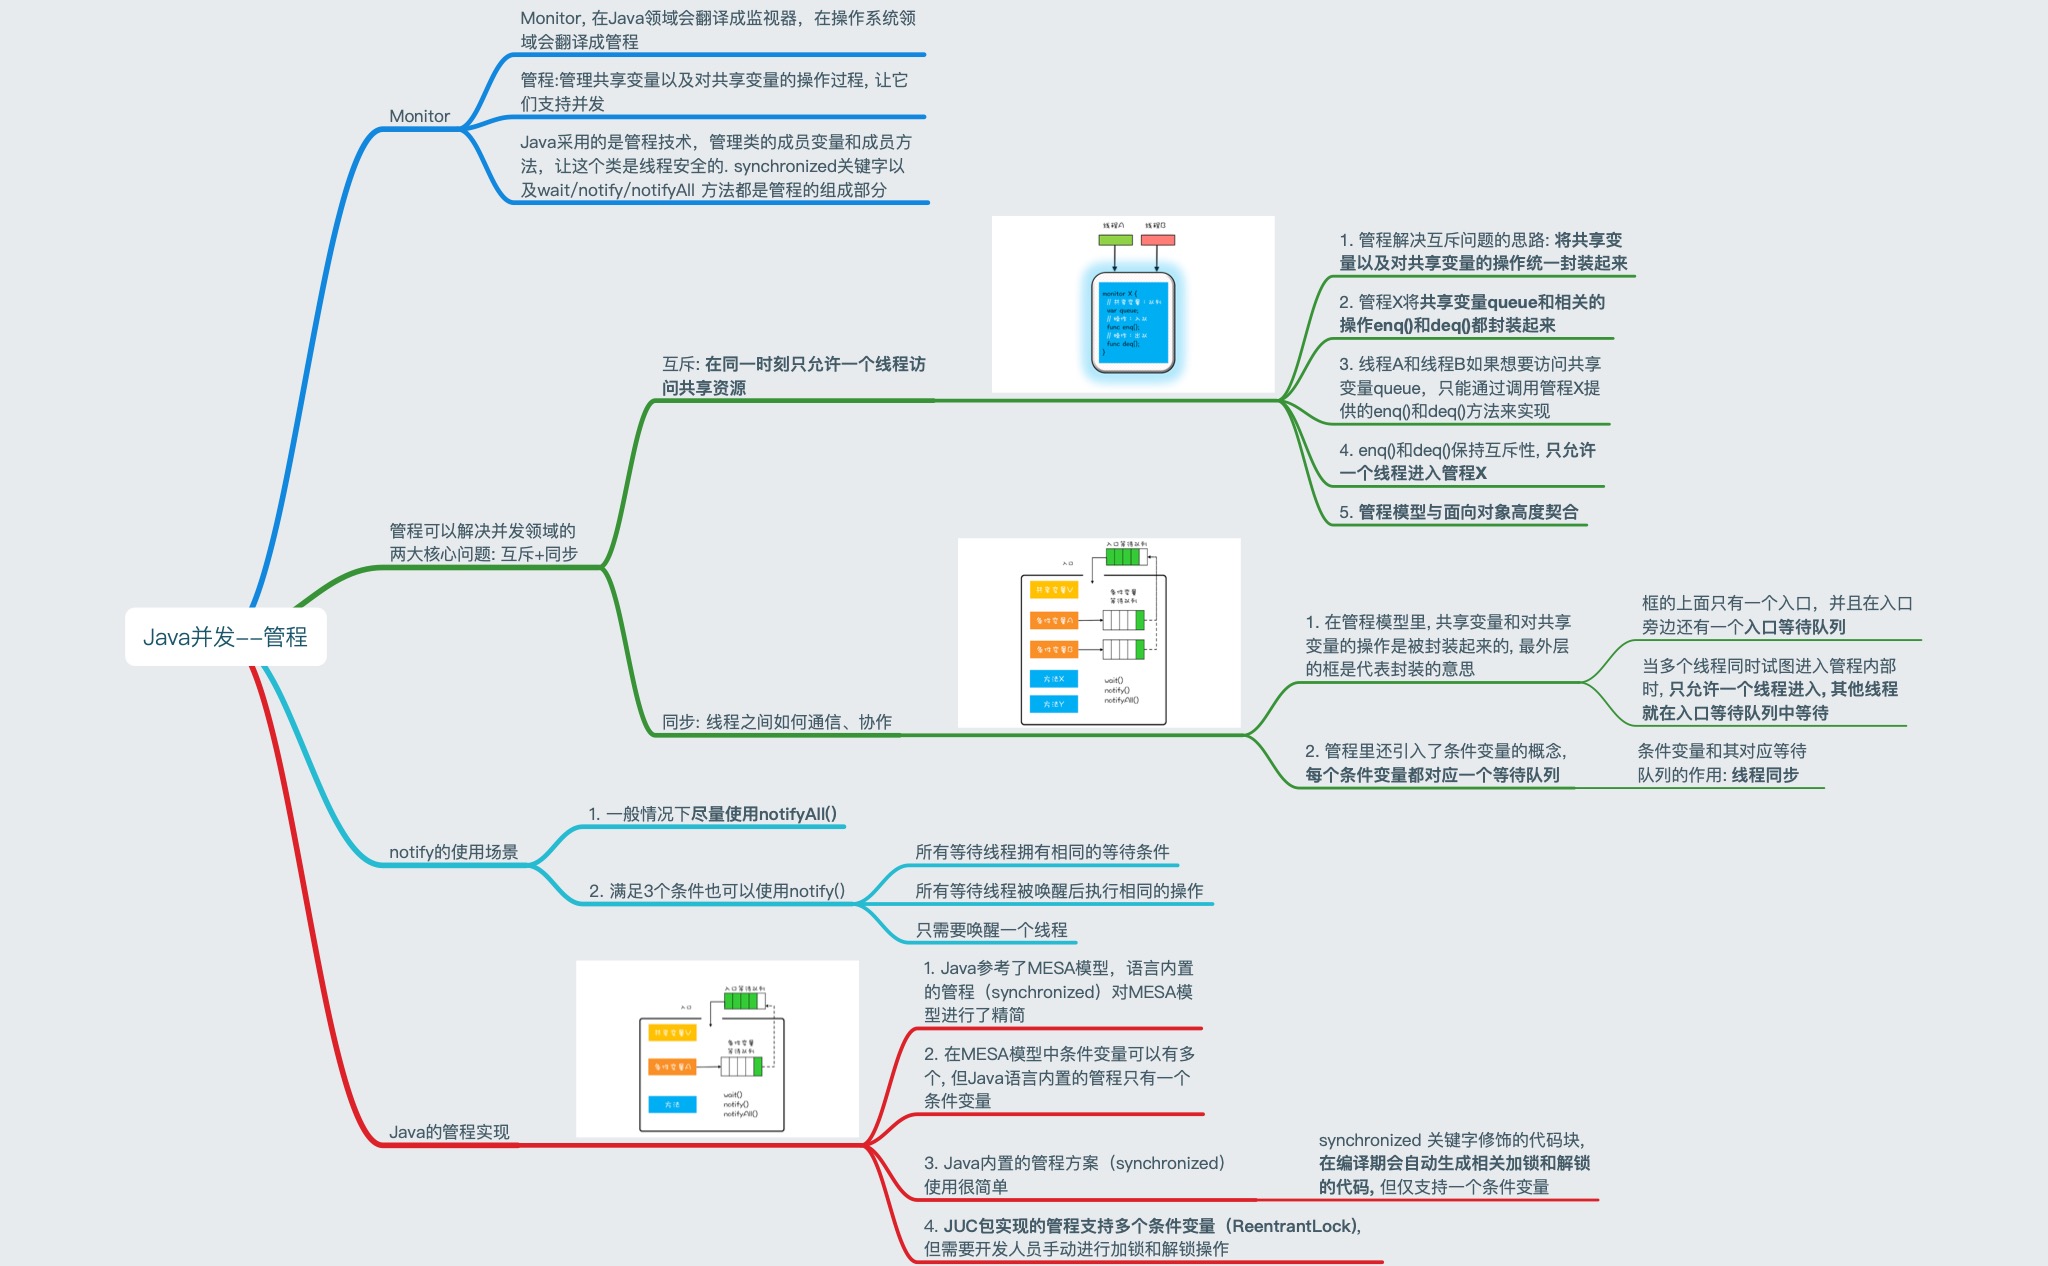 Monitor, 在Java领域会翻译成监视器，在操作系统领
域会翻译成管程
管程:管理共享变量以及对共享变量的操作过程, 让它
们支持并发
Monitor
Java采用的是管程技术，管理类的成员变量和成员方
法，让这个类是线程安全的. synchronized关键字以
及wait/notify/notifyAll 方法都是管程的组成部分
线程A
线程B
monitor X {
// 共享变量：队列
var queue;
// 操作：入队
func enq();
// 操作：出队
func deq();
}
1. 管程解决互斥问题的思路: 将共享变
量以及对共享变量的操作统一封装起来
2. 管程X将共享变量queue和相关的
操作enq()和deq()都封装起来
互斥: 在同一时刻只允许一个线程访
问共享资源
3. 线程A和线程B如果想要访问共享
变量queue，只能通过调用管程X提
供的enq()和deq()方法来实现
4. enq()和deq()保持互斥性, 只允许
一个线程进入管程X
5. 管程模型与面向对象高度契合
管程可以解决并发领域的
两大核心问题: 互斥+同步
入口等待队列
入口
共享变量V
条件变量
等待队列
条件变量A
条件变量B
方法X
方法Y
wait()
notify()
notifyAll()
1. 在管程模型里, 共享变量和对共享
变量的操作是被封装起来的, 最外层
的框是代表封装的意思
框的上面只有一个入口，并且在入口
旁边还有一个入口等待队列
当多个线程同时试图进入管程内部
时, 只允许一个线程进入, 其他线程
就在入口等待队列中等待
同步: 线程之间如何通信、协作
2. 管程里还引入了条件变量的概念,
每个条件变量都对应一个等待队列
条件变量和其对应等待
队列的作用: 线程同步
Java并发--管程
1. 一般情况下尽量使用notifyAll()
notify的使用场景
2. 满足3个条件也可以使用notify()
所有等待线程拥有相同的等待条件
所有等待线程被唤醒后执行相同的操作
只需要唤醒一个线程
入口等待队列
入口
共享变量V
条件变量
等待队列
条件变量A
方法
wait()
notify()
notifyAll()
Java的管程实现
1. Java参考了MESA模型，语言内置
的管程（synchronized）对MESA模
型进行了精简
2. 在MESA模型中条件变量可以有多
个, 但Java语言内置的管程只有一个
条件变量
3. Java内置的管程方案（synchronized）
使用很简单
synchronized 关键字修饰的代码块,
在编译期会自动生成相关加锁和解锁
的代码, 但仅支持一个条件变量
4. JUC包实现的管程支持多个条件变量（ReentrantLock),
但需要开发人员手动进行加锁和解锁操作